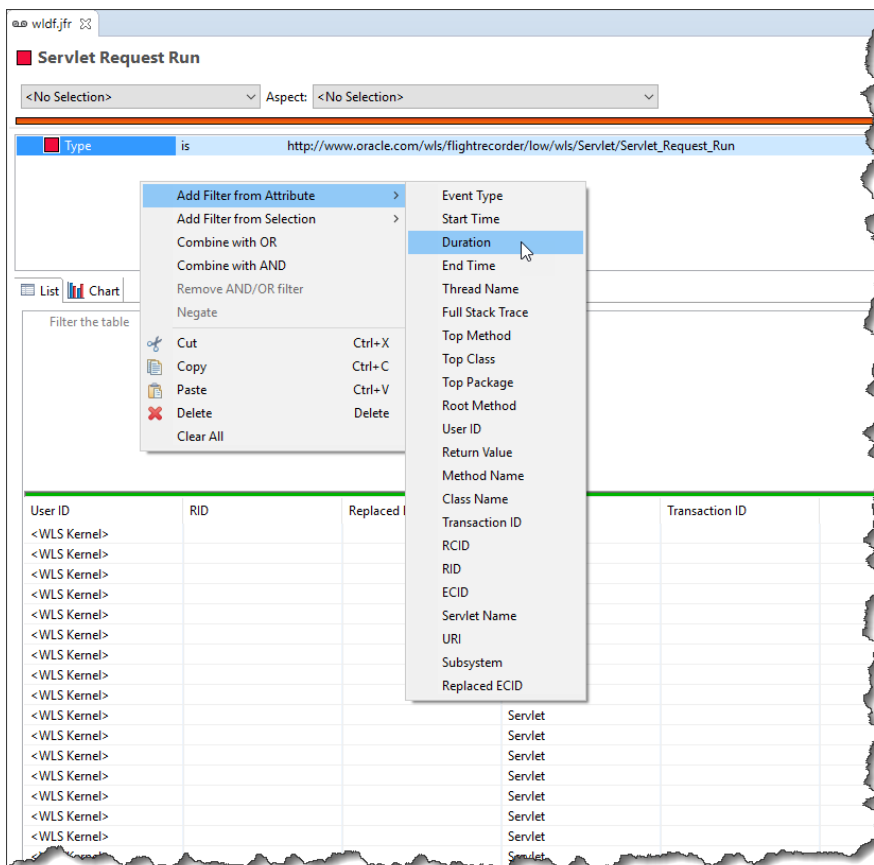 wldf.jfr
Servlet Request Run
<No Selection> Aspect: <No Selection>
Type is http://www.oracle.com/wls/flightrecorder/low/wls/Servlet/Servlet_Request_Run
Add Filter from Attribute >
Add Filter from Selection >
Combine with OR
Combine with AND
Remove AND/OR filter
Negate
Cut Ctrl+X
Copy Ctrl+C
Paste Ctrl+V
Delete Delete
Clear All
Event Type
Start Time
Duration
End Time
Thread Name
Full Stack Trace
Top Method
Top Class
Top Package
Root Method
User ID
Return Value
Method Name
Class Name
Transaction ID
RCID
RID
ECID
Servlet Name
URI
Subsystem
Replaced ECID
List Chart
Filter the table
User ID RID Replaced Transaction ID
<WLS Kernel>
<WLS Kernel>
<WLS Kernel>
<WLS Kernel>
<WLS Kernel>
<WLS Kernel>
<WLS Kernel>
<WLS Kernel>
<WLS Kernel>
<WLS Kernel> Servlet
<WLS Kernel> Servlet
<WLS Kernel> Servlet
<WLS Kernel> Servlet
<WLS Kernel> Servlet
<WLS Kernel> Servlet
<WLS Kernel> Servlet
Servlet